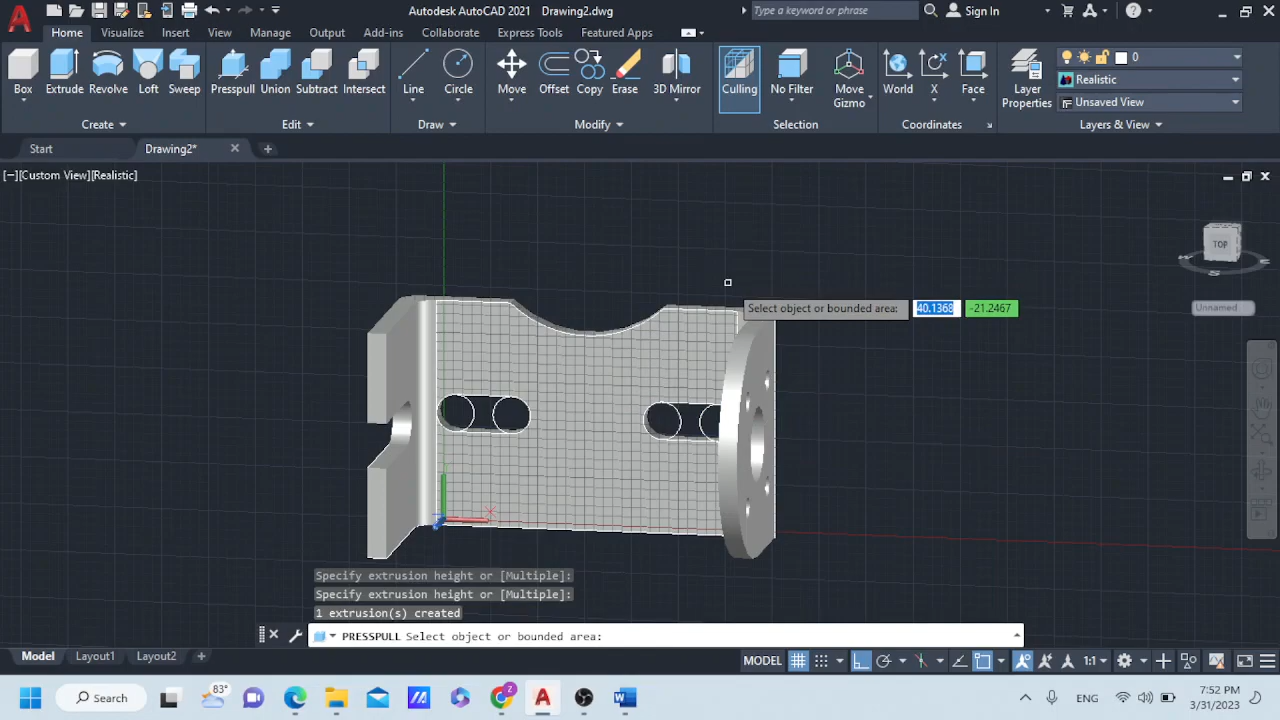 Autodesk AutoCAD 2021 Drawing2.dwg
Type a keyword or phrase
Sign In
Home Visualize Insert View Manage Output Add-ins Collaborate Express Tools Featured Apps
Box Extrude Revolve Loft Sweep
Presspull Union Subtract Intersect
Line Circle
Move Offset Copy Erase 3D Mirror
Culling No Filter Move Gizmo
World X Face
Layer Properties
0
Realistic
Unsaved View
Create Edit Draw Modify Selection Coordinates Layers & View
Start Drawing2*
[−][Custom View][Realistic]
TOP
S
Unnamed
Select object or bounded area: 40.1368 -21.2467
Specify extrusion height or [Multiple]:
Specify extrusion height or [Multiple]:
1 extrusion(s) created
PRESSPULL Select object or bounded area:
Model Layout1 Layout2
MODEL 1:1
Search
83°
ENG
7:52 PM
3/31/2023